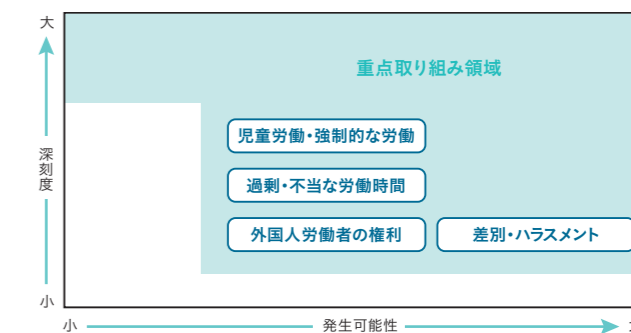 大
重点取り組み領域
児童労働・強制的な労働
過剰・不当な労働時間
外国人労働者の権利
差別・ハラスメント
深刻度
小
小
発生可能性